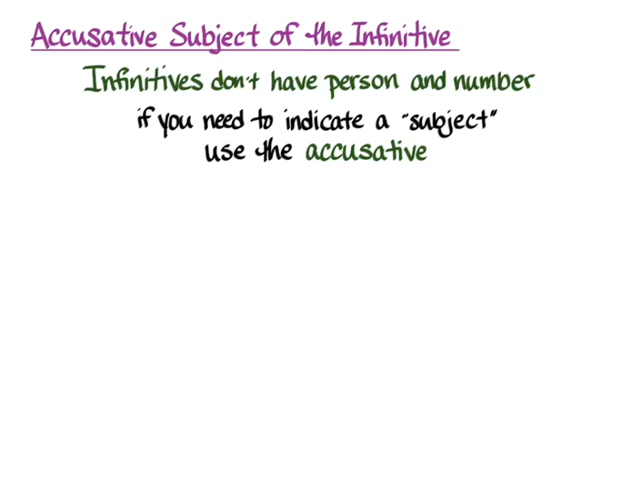 Accusative Subject of the Infinitive
Infinitives don't have person and number
if you need to indicate a "subject"
use the accusative